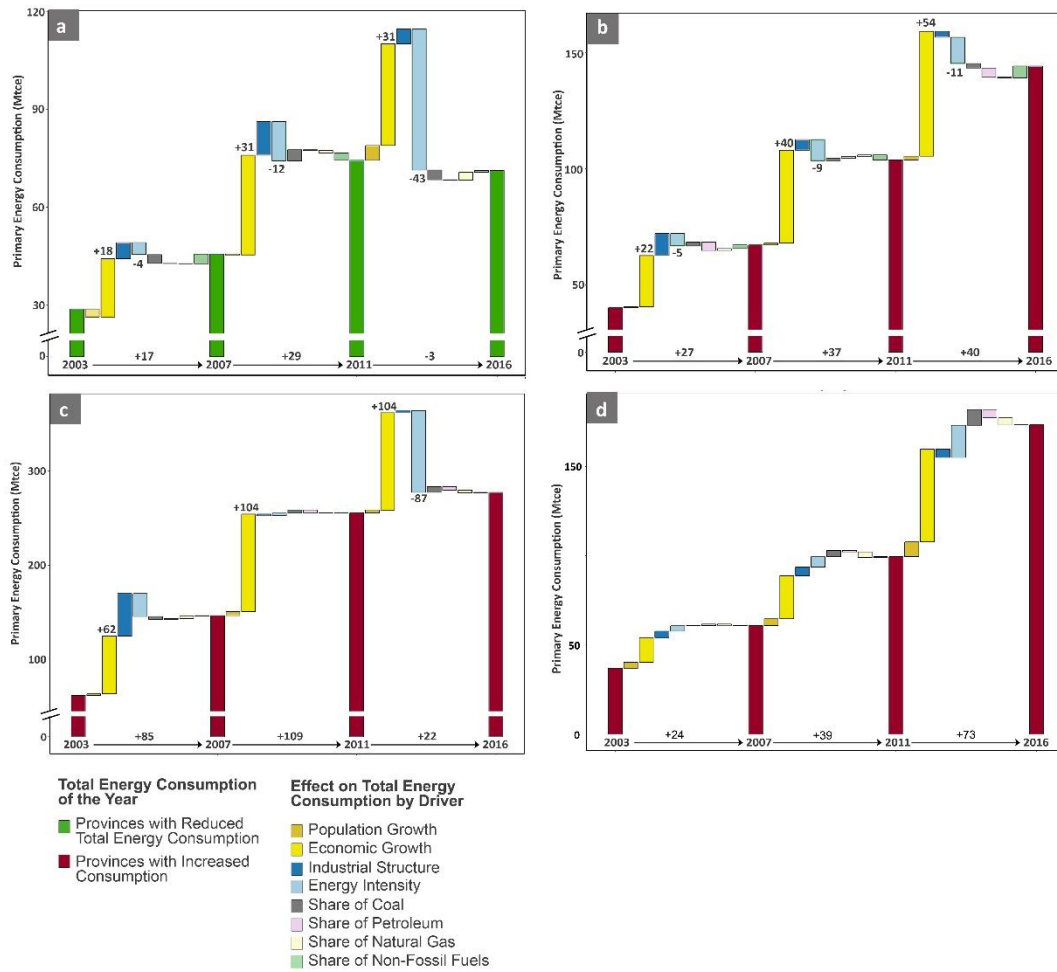 a
Primary Energy Consumption (Mtce)
120
90
60
30
0
+18
-4
+31
-12
+31
-43
2003
+17
2007
+29
2011
-3
2016
b
Primary Energy Consumption (Mtce)
150
100
50
0
+22
-5
+40
-9
+54
-11
2003
+27
2007
+37
2011
+40
2016
c
Primary Energy Consumption (Mtce)
300
200
100
0
+62
+104
+104
-87
2003
+85
2007
+109
2011
+22
2016
d
Primary Energy Consumption (Mtce)
150
50
0
2003
+24
2007
+39
2011
+73
2016
Total Energy Consumption
of the Year
Provinces with Reduced
Total Energy Consumption
Provinces with Increased
Consumption
Effect on Total Energy
Consumption by Driver
Population Growth
Economic Growth
Industrial Structure
Energy Intensity
Share of Coal
Share of Petroleum
Share of Natural Gas
Share of Non-Fossil Fuels